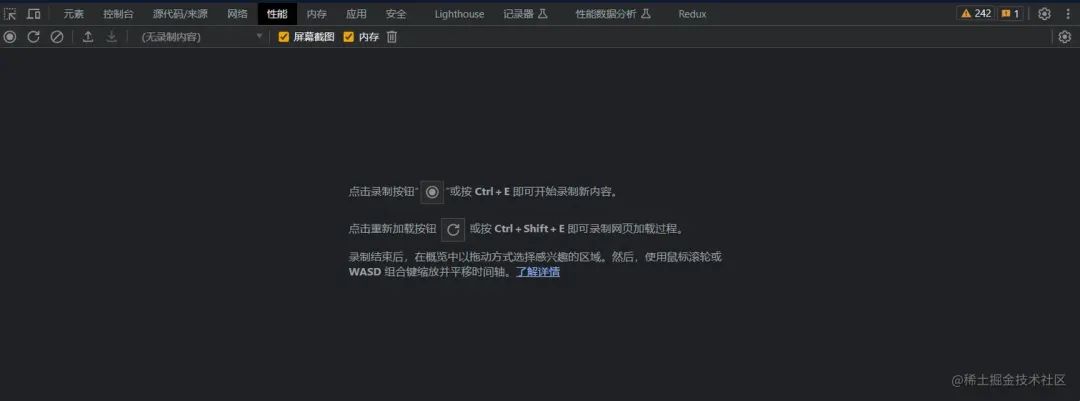 元素 控制台 源代码/来源 网络 性能 内存 应用 安全 Lighthouse 记录器 性能数据分析 Redux 242 1
(无录制内容) 屏幕截图 内存
点击录制按钮“ ”或按 Ctrl + E 即可开始录制新内容。
点击重新加载按钮 或按 Ctrl + Shift + E 即可录制网页加载过程。
录制结束后，在概览中以拖动方式选择感兴趣的区域。然后，使用鼠标滚轮或
WASD 组合键缩放并平移时间轴。了解详情
@稀土掘金技术社区